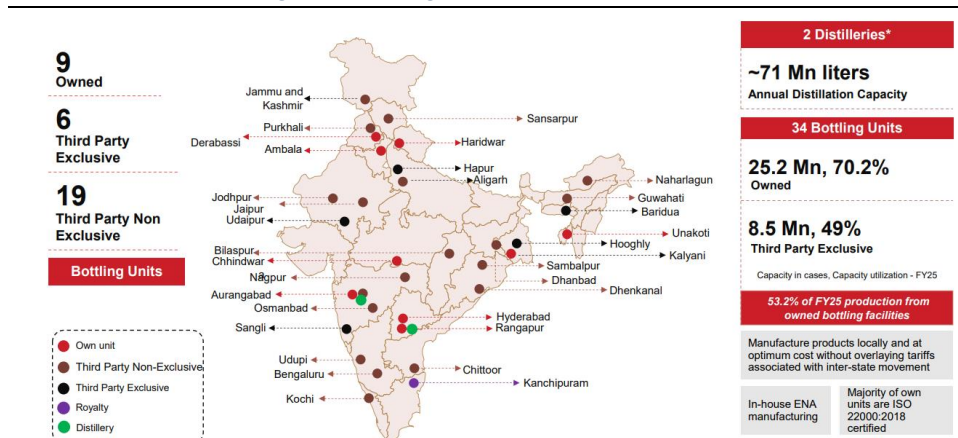 9
Owned
6
Third Party
Exclusive
19
Third Party Non
Exclusive
Bottling Units
Own unit
Third Party Non-Exclusive
Third Party Exclusive
Royalty
Distillery
Jammu and
Kashmir
Purkhali
Derabassi
Ambala
Jodhpur
Jaipur
Udaipur
Bilaspur
Chhindwar
a
Nagpur
Aurangabad
Osmanbad
Sangli
Udupi
Bengaluru
Kochi
Sansarpur
Haridwar
Hapur
Aligarh
Naharlagun
Guwahati
Baridua
Unakoti
Hooghly
Kalyani
Sambalpur
Dhanbad
Dhenkanal
Hyderabad
Rangapur
Chittoor
Kanchipuram
2 Distilleries*
~71 Mn liters
Annual Distillation Capacity
34 Bottling Units
25.2 Mn, 70.2%
Owned
8.5 Mn, 49%
Third Party Exclusive
Capacity in cases, Capacity utilization - FY25
53.2% of FY25 production from
owned bottling facilities
Manufacture products locally and at
optimum cost without overlaying tariffs
associated with inter-state movement
In-house ENA
manufacturing
Majority of own
units are ISO
22000:2018
certified